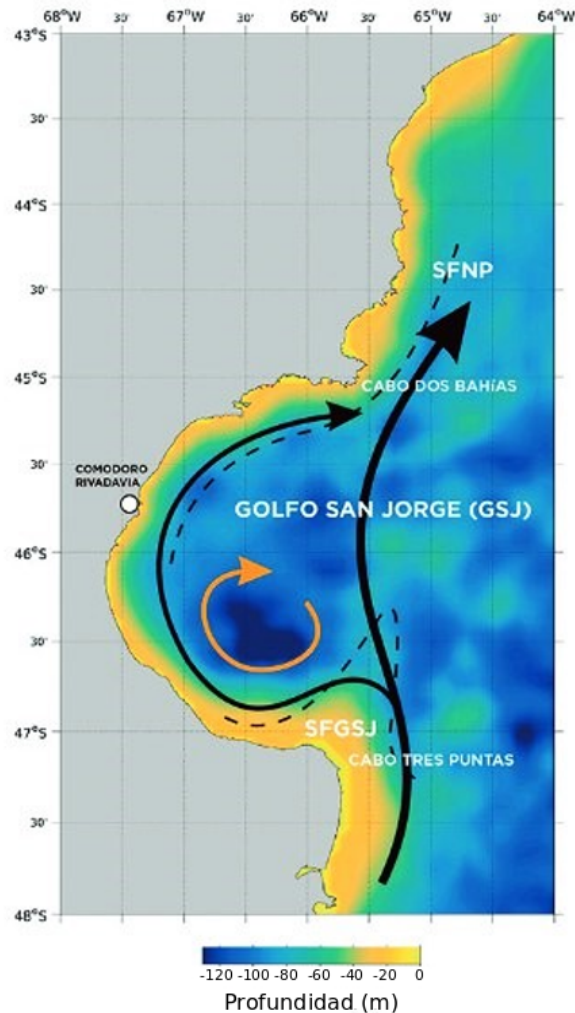 68°W 67°W 66°W 65°W 64°W
30' 30' 30' 30'
43°S
30'
44°S
30'
SFNP
45°S
CABO DOS BAHíAS
30'
COMODORO
RIVADAVIA
GOLFO SAN JORGE (GSJ)
46°S
30'
47°S
SFGSJ
CABO TRES PUNTAS
30'
48°S
-120 -100 -80 -60 -40 -20 0
Profundidad (m)